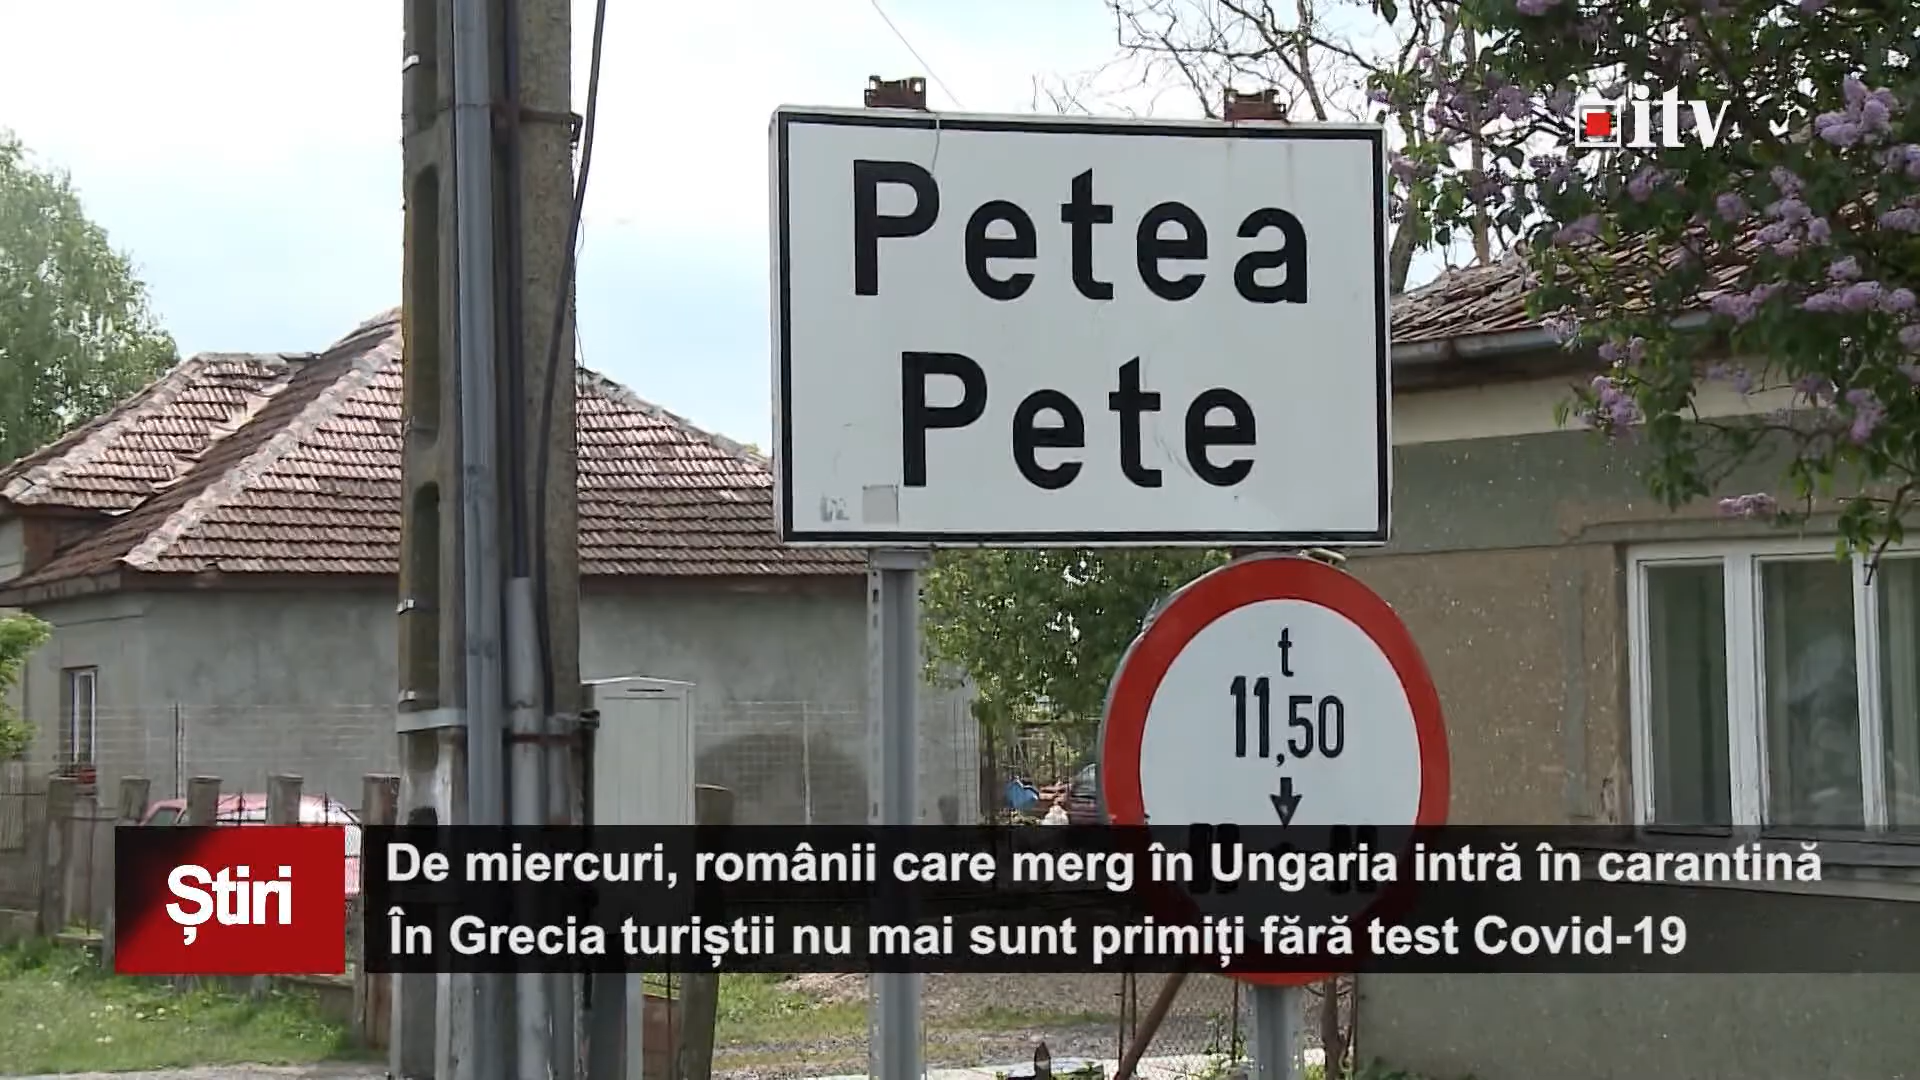 itv
Petea
Pete
t
11,50
Știri
De miercuri, românii care merg în Ungaria intră în carantină
În Grecia turiștii nu mai sunt primiți fără test Covid-19